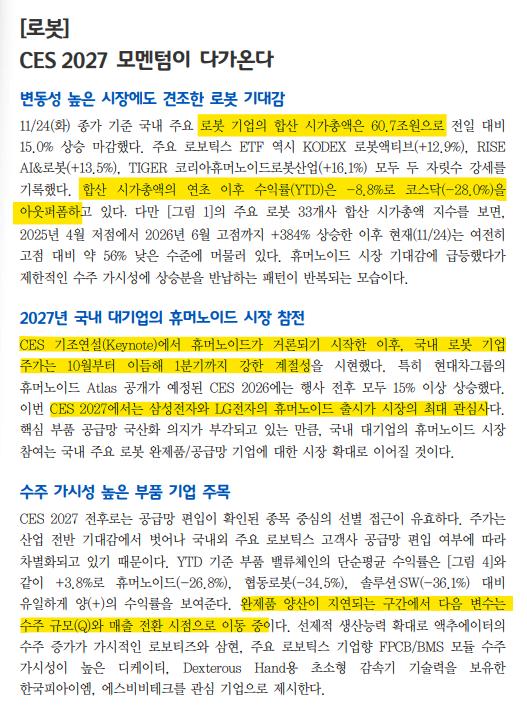 [로봇]
CES 2027 모멘텀이 다가온다
변동성 높은 시장에도 견조한 로봇 기대감
11/24(화) 종가 기준 국내 주요 로봇 기업의 합산 시가총액은 60.7조원으로 전일 대비
15.0% 상승 마감했다. 주요 로보틱스 ETF 역시 KODEX 로봇액티브(+12.9%), RISE
AI&로봇(+13.5%), TIGER 코리아휴머노이드로봇산업(+16.1%) 모두 두 자릿수 강세를
기록했다. 합산 시가총액의 연초 이후 수익률(YTD)은 -8.8%로 코스닥(-28.0%)을
아웃퍼폼하고 있다. 다만 [그림 1]의 주요 로봇 33개사 합산 시가총액 지수를 보면,
2025년 4월 저점에서 2026년 6월 고점까지 +384% 상승한 이후 현재(11/24)는 여전히
고점 대비 약 56% 낮은 수준에 머물러 있다. 휴머노이드 시장 기대감에 급등했다가
제한적인 수주 가시성에 상승분을 반납하는 패턴이 반복되는 모습이다.
2027년 국내 대기업의 휴머노이드 시장 참전
CES 기조연설(Keynote)에서 휴머노이드가 거론되기 시작한 이후, 국내 로봇 기업
주가는 10월부터 이듬해 1분기까지 강한 계절성을 시현했다. 특히 현대차그룹의
휴머노이드 Atlas 공개가 예정된 CES 2026에는 행사 전후 모두 15% 이상 상승했다.
이번 CES 2027에서는 삼성전자와 LG전자의 휴머노이드 출시가 시장의 최대 관심사다.
핵심 부품 공급망 국산화 의지가 부각되고 있는 만큼, 국내 대기업의 휴머노이드 시장
참여는 국내 주요 로봇 완제품/공급망 기업에 대한 시장 확대로 이어질 것이다.
수주 가시성 높은 부품 기업 주목
CES 2027 전후로는 공급망 편입이 확인된 종목 중심의 선별 접근이 유효하다. 주가는
산업 전반 기대감에서 벗어나 국내외 주요 로보틱스 고객사 공급망 편입 여부에 따라
차별화되고 있기 때문이다. YTD 기준 부품 밸류체인의 단순평균 수익률은 [그림 4]와
같이 +3.8%로 휴머노이드(-26.8%), 협동로봇(-34.5%), 솔루션·SW(-36.1%) 대비
유일하게 양(+)의 수익률을 보여준다. 완제품 양산이 지연되는 구간에서 다음 변수는
수주 규모(Q)와 매출 전환 시점으로 이동 중이다. 선제적 생산능력 확대로 액추에이터의
수주 증가가 가시적인 로보티즈와 삼현, 주요 로보틱스 기업향 FPCB/BMS 모듈 수주
가시성이 높은 디케이티, Dexterous Hand용 초소형 감속기 기술력을 보유한
한국피아이엠, 에스비비테크를 관심 기업으로 제시한다.